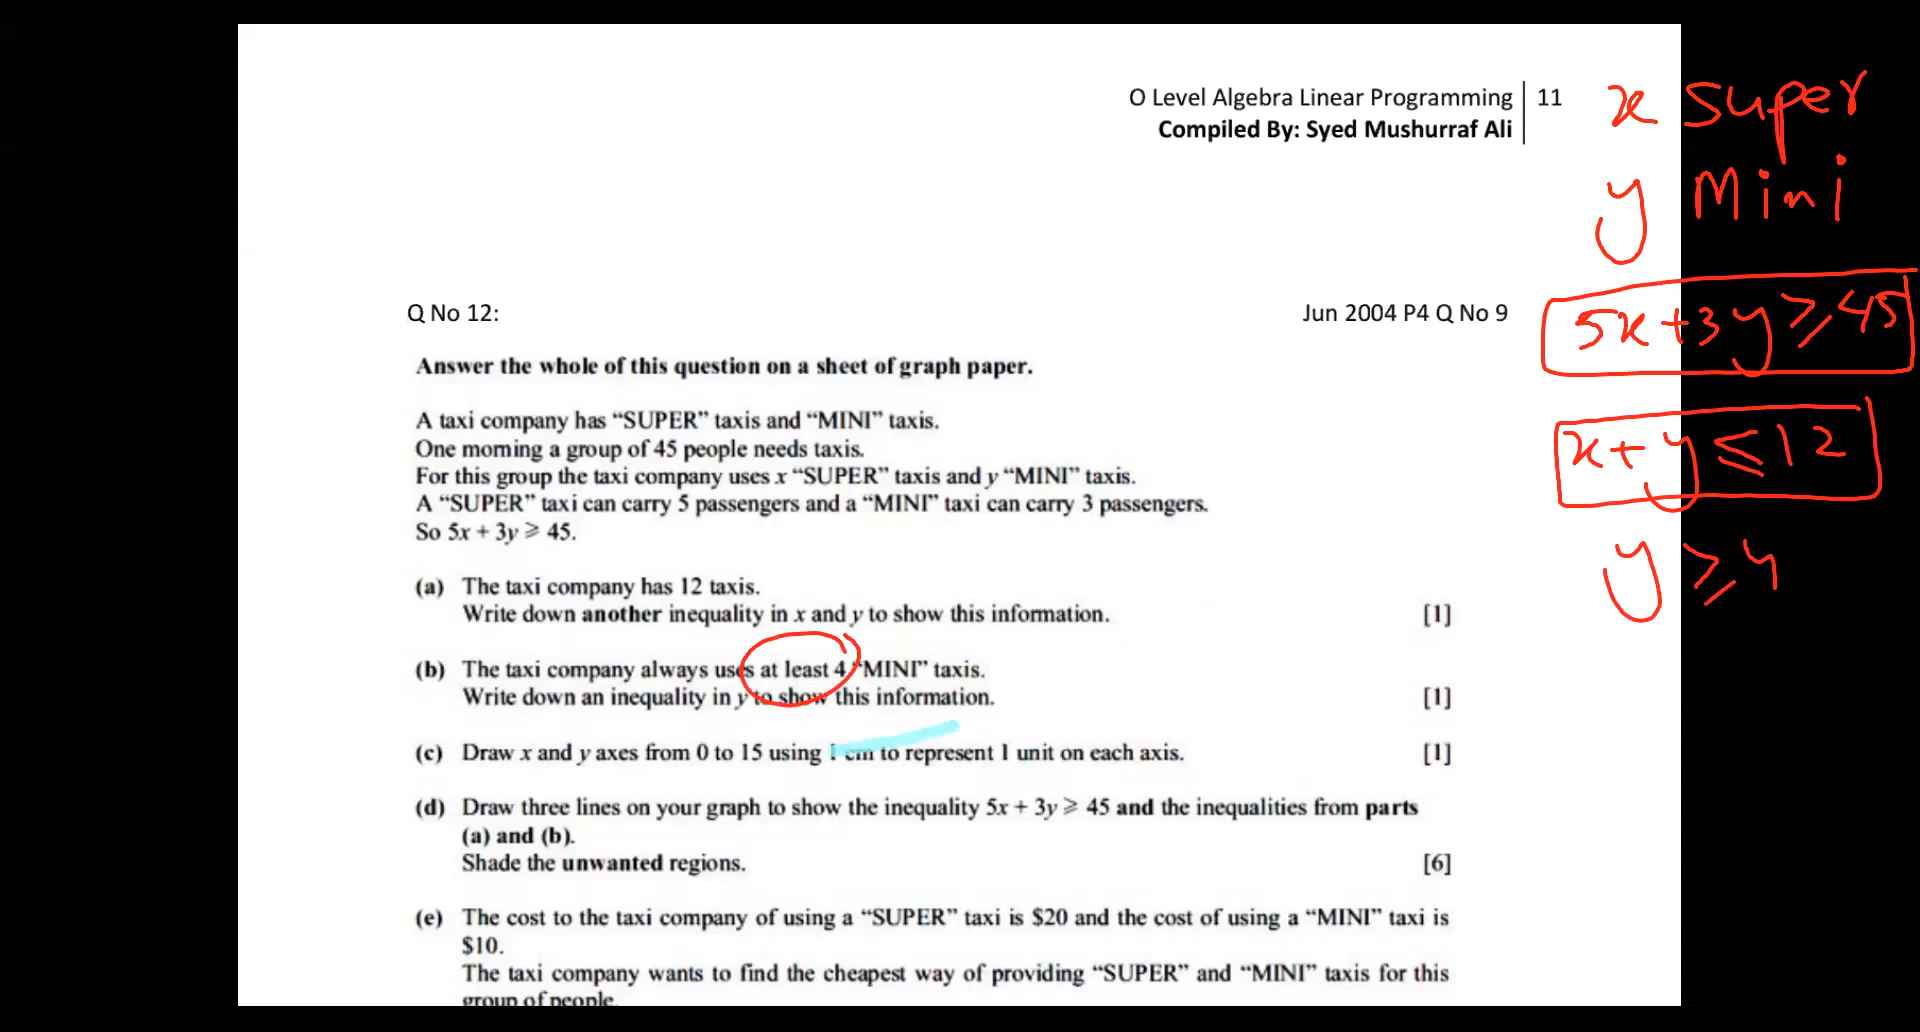 O Level Algebra Linear Programming 11
Compiled By: Syed Mushurraf Ali
x Super
y Mini
5x+3y ⩾ 45
x+y ⩽ 12
y ⩾ 4
Q No 12: Jun 2004 P4 Q No 9
Answer the whole of this question on a sheet of graph paper.
A taxi company has “SUPER” taxis and “MINI” taxis.
One morning a group of 45 people needs taxis.
For this group the taxi company uses x “SUPER” taxis and y “MINI” taxis.
A “SUPER” taxi can carry 5 passengers and a “MINI” taxi can carry 3 passengers.
So 5x + 3y ⩾ 45.
(a) The taxi company has 12 taxis.
Write down another inequality in x and y to show this information. [1]
(b) The taxi company always uses at least 4 “MINI” taxis.
Write down an inequality in y to show this information. [1]
(c) Draw x and y axes from 0 to 15 using 1 cm to represent 1 unit on each axis. [1]
(d) Draw three lines on your graph to show the inequality 5x + 3y ⩾ 45 and the inequalities from parts
(a) and (b).
Shade the unwanted regions. [6]
(e) The cost to the taxi company of using a “SUPER” taxi is $20 and the cost of using a “MINI” taxi is
$10.
The taxi company wants to find the cheapest way of providing “SUPER” and “MINI” taxis for this
group of people.